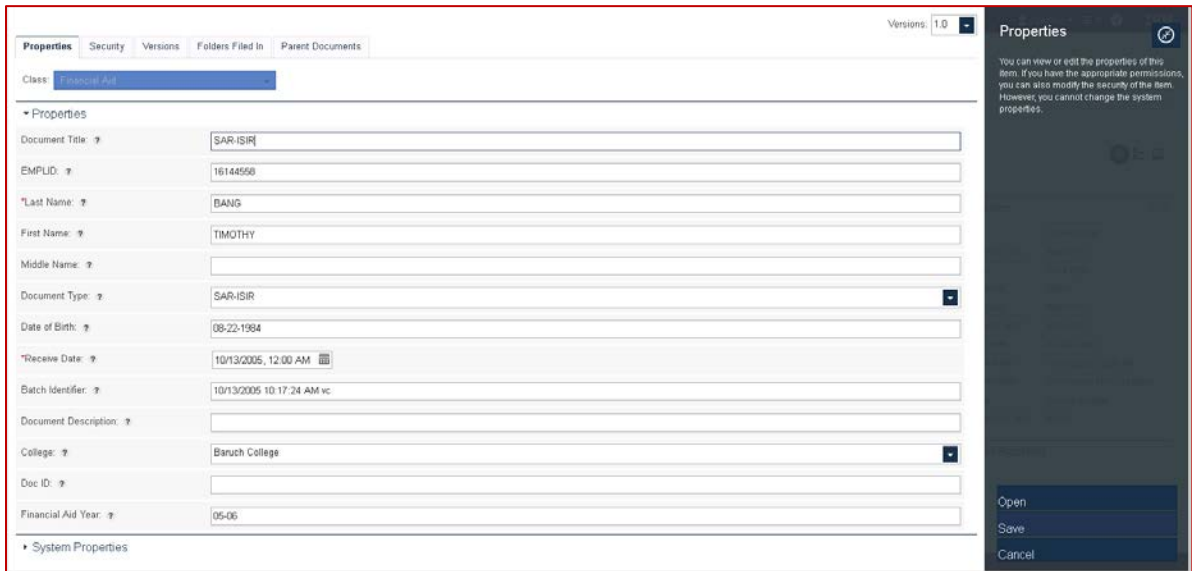 Versions: 1.0
Properties Security Versions Folders Filed In Parent Documents
Class: Financial Aid
Properties
Document Title: ? SAR-ISIR
EMPLID: ? 16144558
*Last Name: ? BANG
First Name: ? TIMOTHY
Middle Name: ?
Document Type: ? SAR-ISIR
Date of Birth: ? 08-22-1984
*Receive Date: ? 10/13/2005, 12:00 AM
Batch Identifier: ? 10/13/2005 10:17:24 AM vc
Document Description: ?
College: ? Baruch College
Doc ID: ?
Financial Aid Year: ? 05-06
System Properties
Properties
You can view or edit the properties of this
item. If you have the appropriate permissions,
you can also modify the security of the item.
However, you cannot change the system
properties.
Open
Save
Cancel